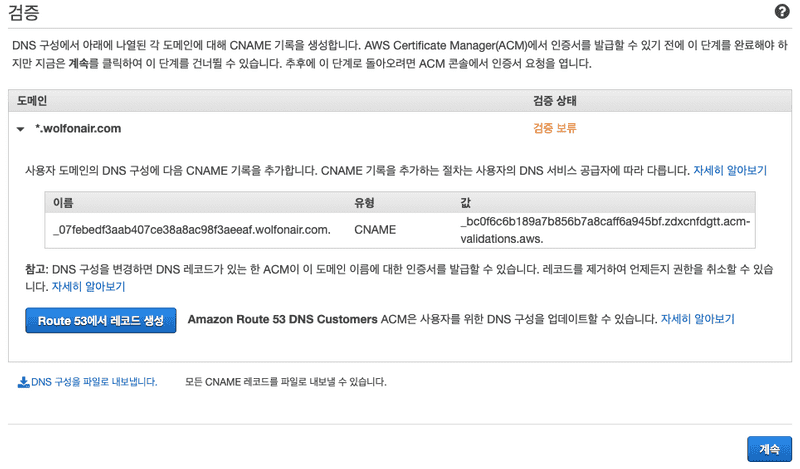 검증
DNS 구성에서 아래에 나열된 각 도메인에 대해 CNAME 기록을 생성합니다. AWS Certificate Manager(ACM)에서 인증서를 발급할 수 있기 전에 이 단계를 완료해야 하
지만 지금은 계속를 클릭하여 이 단계를 건너뛸 수 있습니다. 추후에 이 단계로 돌아오려면 ACM 콘솔에서 인증서 요청을 엽니다.
도메인 검증 상태
*.wolfonair.com 검증 보류
사용자 도메인의 DNS 구성에 다음 CNAME 기록을 추가합니다. CNAME 기록을 추가하는 절차는 사용자의 DNS 서비스 공급자에 따라 다릅니다. 자세히 알아보기
이름 유형 값
_07febedf3aab407ce38a8ac98f3aeeaf.wolfonair.com. CNAME _bc0f6c6b189a7b856b7a8caff6a945bf.zdxcnfdgtt.acm-
validations.aws.
참고: DNS 구성을 변경하면 DNS 레코드가 있는 한 ACM이 이 도메인 이름에 대한 인증서를 발급할 수 있습니다. 레코드를 제거하여 언제든지 권한을 취소할 수 있습
니다. 자세히 알아보기
Route 53에서 레코드 생성 Amazon Route 53 DNS Customers ACM은 사용자를 위한 DNS 구성을 업데이트할 수 있습니다. 자세히 알아보기
DNS 구성을 파일로 내보냅니다. 모든 CNAME 레코드를 파일로 내보낼 수 있습니다.
계속